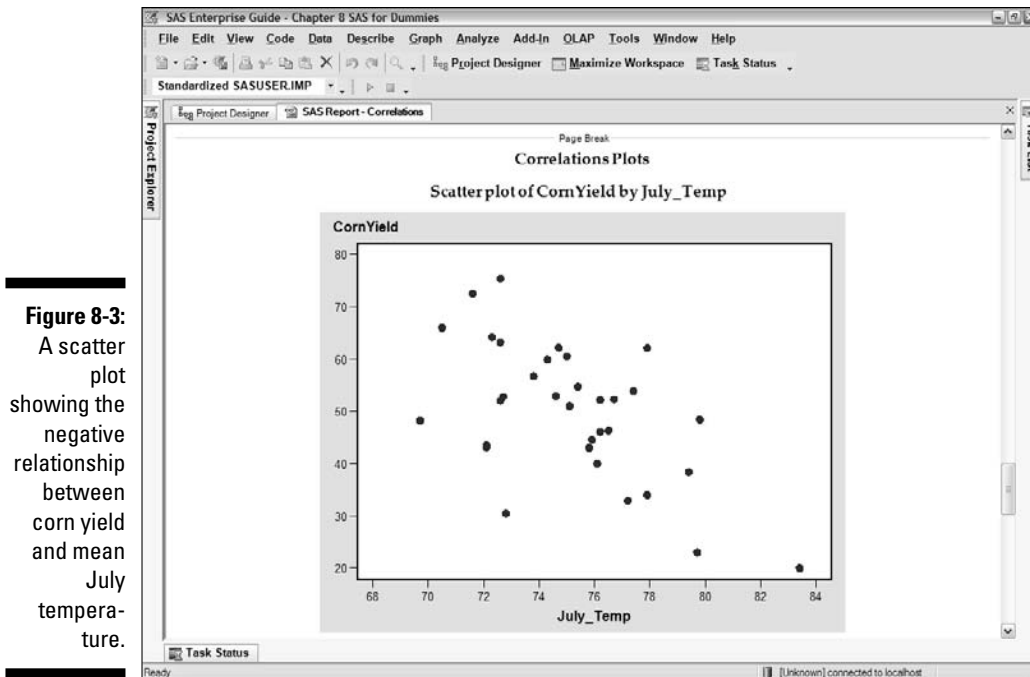 SAS Enterprise Guide - Chapter 8 SAS for Dummies
File Edit View Code Data Describe Graph Analyze Add-In OLAP Tools Window Help
Project Designer Maximize Workspace Task Status
Standardized SASUSER.IMP
Project Designer SAS Report - Correlations
Project Explorer
Page Break
Correlations Plots
Scatter plot of CornYield by July_Temp
CornYield
80
70
60
50
40
30
20
68 70 72 74 76 78 80 82 84
July_Temp
Task Status
Ready
[Unknown] connected to localhost
Figure 8-3:
A scatter
plot
showing the
negative
relationship
between
corn yield
and mean
July
tempera-
ture.